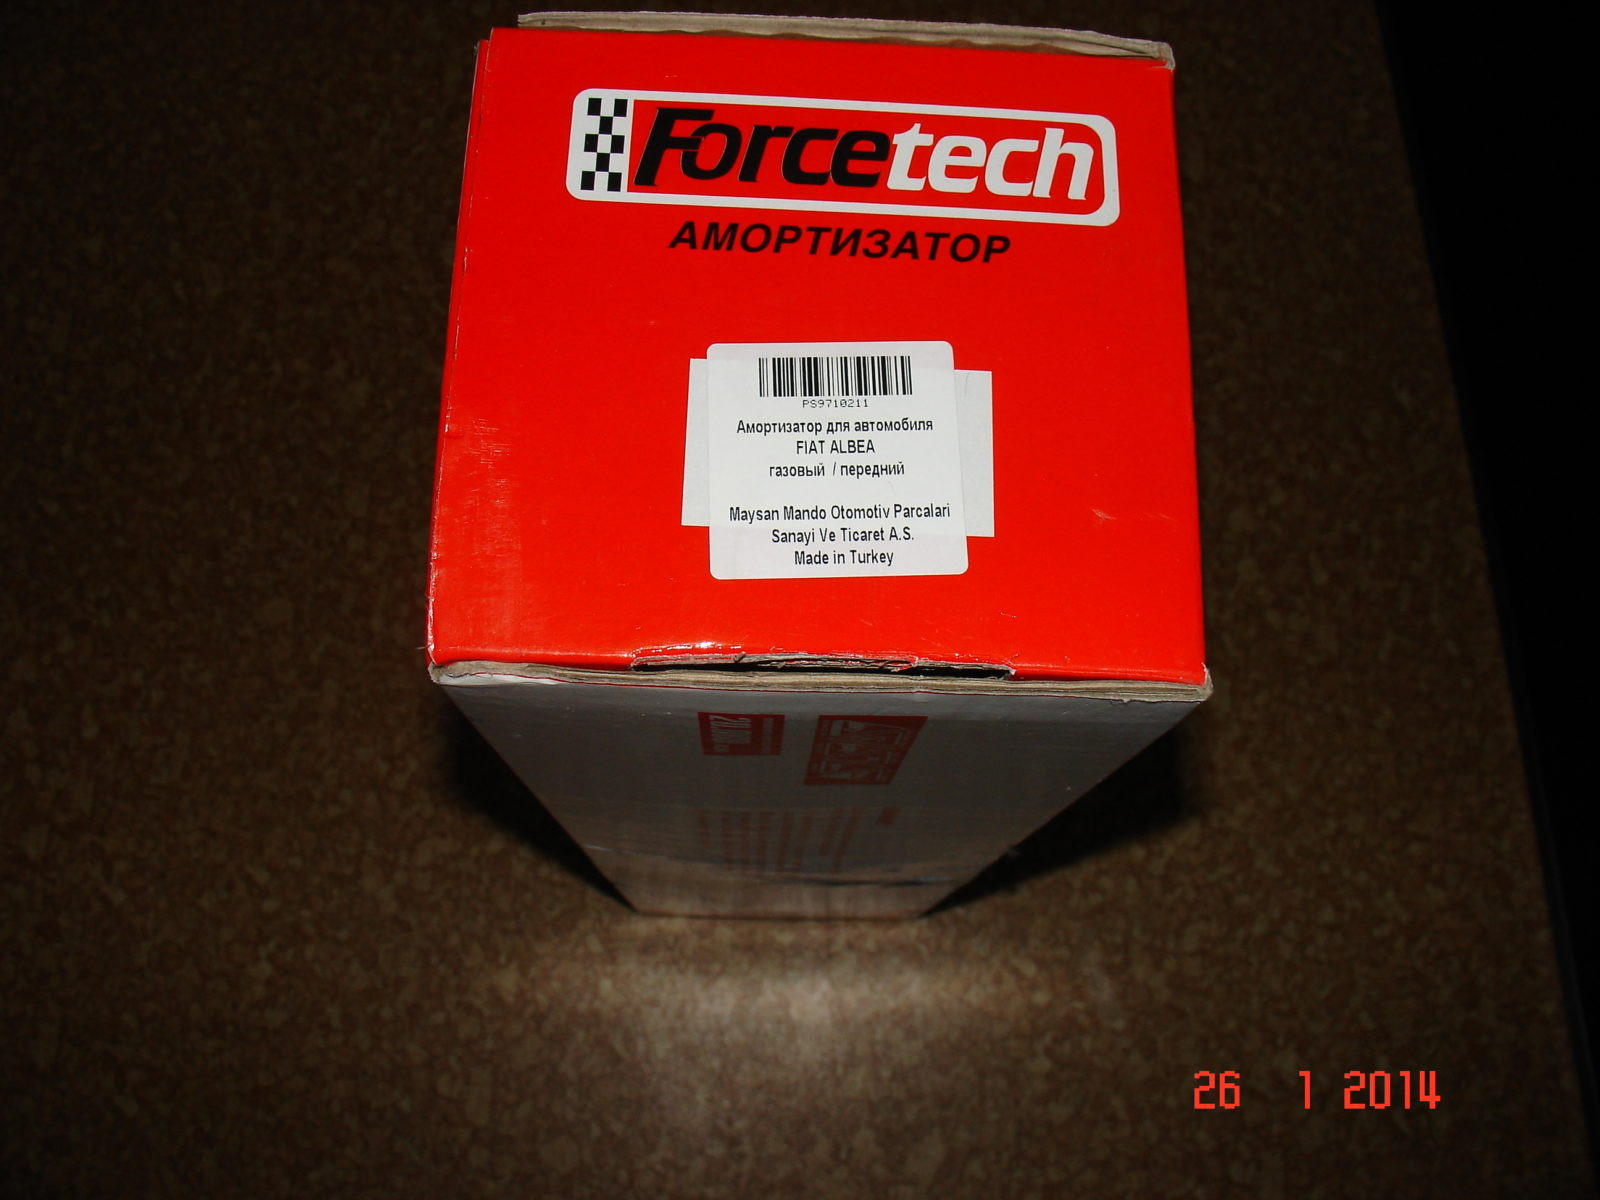 Forcetech
АМОРТИЗАТОР
PS9710211
Амортизатор для автомобиля
FIAT ALBEA
газовый / передний
Maysan Mando Otomotiv Parcalari
Sanayi Ve Ticaret A.S.
Made in Turkey
26 1 2014